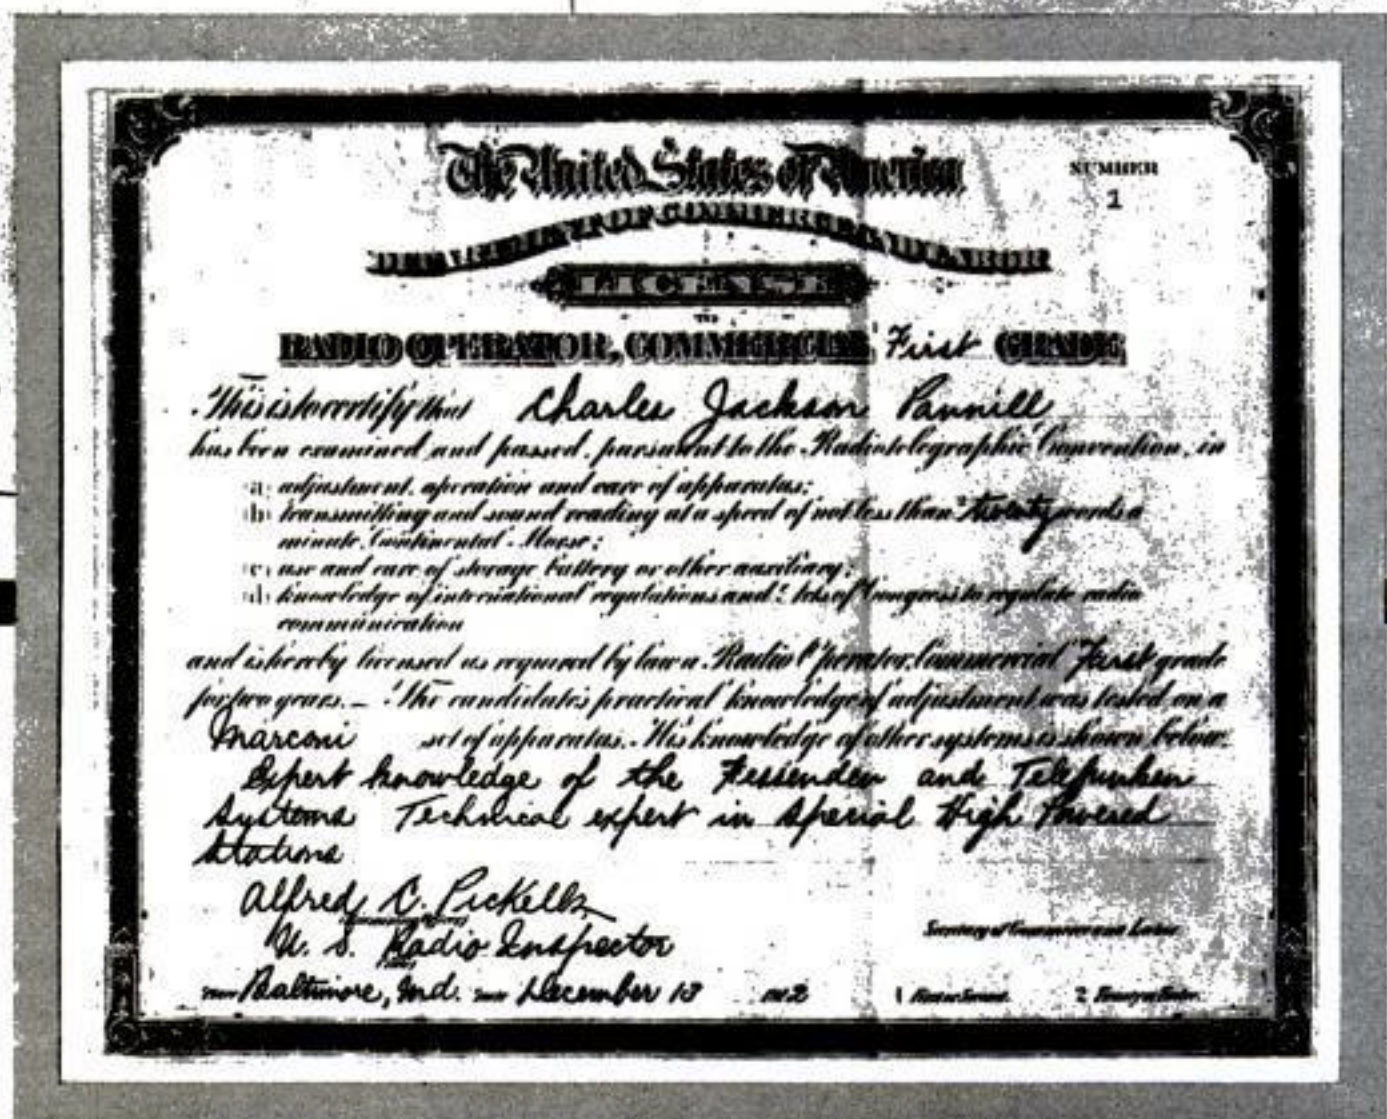 The United States of America
NUMBER
1
DEPARTMENT OF COMMERCE AND LABOR
LICENSE
TO
RADIO OPERATOR, COMMERCIAL First GRADE
This is to certify that Charles Jackson Pannill
has been examined and passed, pursuant to the Radiotelegraphic Convention, in
(a) adjustment, operation and care of apparatus;
(b) transmitting and sound reading at a speed of not less than twenty words a
minute, Continental Morse;
(c) use and care of storage battery or other auxiliary;
(d) knowledge of international regulations and Acts of Congress to regulate radio
communication
and is hereby licensed as required by law a Radio Operator, Commercial First grade
for two years. – The candidate's practical knowledge of adjustment was tested on a
Marconi set of apparatus. His knowledge of other systems is shown below:
Expert knowledge of the Fessenden and Telefunken
Systems Technical expert in special High Powered
Stations
Alfred C. Pickells
U. S. Radio Inspector
Secretary of Commerce and Labor
Baltimore, Md. December 13